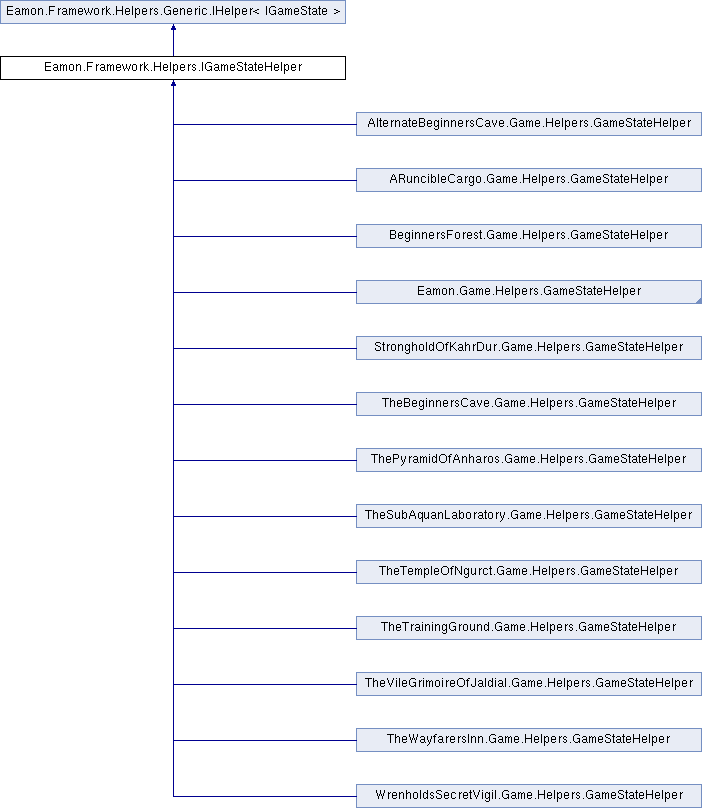 Eamon.Framework.Helpers.Generic.IHelper< IGameState >
Eamon.Framework.Helpers.IGameStateHelper
AlternateBeginnersCave.Game.Helpers.GameStateHelper
ARuncibleCargo.Game.Helpers.GameStateHelper
BeginnersForest.Game.Helpers.GameStateHelper
Eamon.Game.Helpers.GameStateHelper
StrongholdOfKahrDur.Game.Helpers.GameStateHelper
TheBeginnersCave.Game.Helpers.GameStateHelper
ThePyramidOfAnharos.Game.Helpers.GameStateHelper
TheSubAquanLaboratory.Game.Helpers.GameStateHelper
TheTempleOfNgurct.Game.Helpers.GameStateHelper
TheTrainingGround.Game.Helpers.GameStateHelper
TheVileGrimoireOfJaldial.Game.Helpers.GameStateHelper
TheWayfarersInn.Game.Helpers.GameStateHelper
WrenholdsSecretVigil.Game.Helpers.GameStateHelper